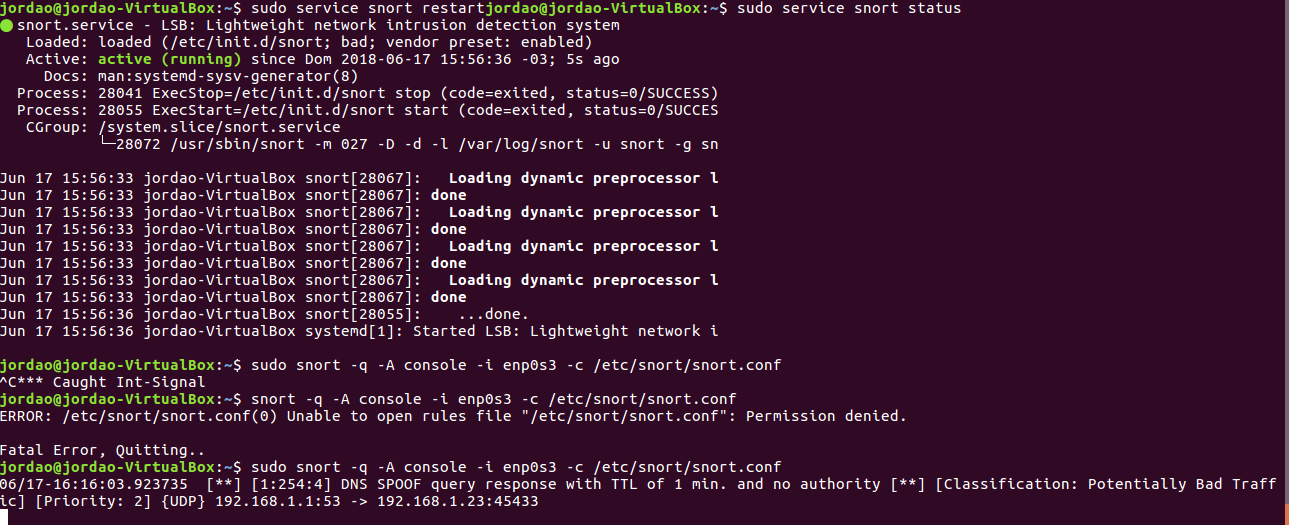 jordao@jordao-VirtualBox:~$ sudo service snort restartjordao@jordao-VirtualBox:~$ sudo service snort status
● snort.service - LSB: Lightweight network intrusion detection system
   Loaded: loaded (/etc/init.d/snort; bad; vendor preset: enabled)
   Active: active (running) since Dom 2018-06-17 15:56:36 -03; 5s ago
     Docs: man:systemd-sysv-generator(8)
  Process: 28041 ExecStop=/etc/init.d/snort stop (code=exited, status=0/SUCCESS)
  Process: 28055 ExecStart=/etc/init.d/snort start (code=exited, status=0/SUCCES
   CGroup: /system.slice/snort.service
           └─28072 /usr/sbin/snort -m 027 -D -d -l /var/log/snort -u snort -g sn

Jun 17 15:56:33 jordao-VirtualBox snort[28067]:   Loading dynamic preprocessor l
Jun 17 15:56:33 jordao-VirtualBox snort[28067]: done
Jun 17 15:56:33 jordao-VirtualBox snort[28067]:   Loading dynamic preprocessor l
Jun 17 15:56:33 jordao-VirtualBox snort[28067]: done
Jun 17 15:56:33 jordao-VirtualBox snort[28067]:   Loading dynamic preprocessor l
Jun 17 15:56:33 jordao-VirtualBox snort[28067]: done
Jun 17 15:56:33 jordao-VirtualBox snort[28067]:   Loading dynamic preprocessor l
Jun 17 15:56:33 jordao-VirtualBox snort[28067]: done
Jun 17 15:56:36 jordao-VirtualBox snort[28055]:    ...done.
Jun 17 15:56:36 jordao-VirtualBox systemd[1]: Started LSB: Lightweight network i

jordao@jordao-VirtualBox:~$ sudo snort -q -A console -i enp0s3 -c /etc/snort/snort.conf
^C*** Caught Int-Signal
jordao@jordao-VirtualBox:~$ snort -q -A console -i enp0s3 -c /etc/snort/snort.conf
ERROR: /etc/snort/snort.conf(0) Unable to open rules file "/etc/snort/snort.conf": Permission denied.

Fatal Error, Quitting..
jordao@jordao-VirtualBox:~$ sudo snort -q -A console -i enp0s3 -c /etc/snort/snort.conf
06/17-16:16:03.923735  [**] [1:254:4] DNS SPOOF query response with TTL of 1 min. and no authority [**] [Classification: Potentially Bad Traff
ic] [Priority: 2] {UDP} 192.168.1.1:53 -> 192.168.1.23:45433